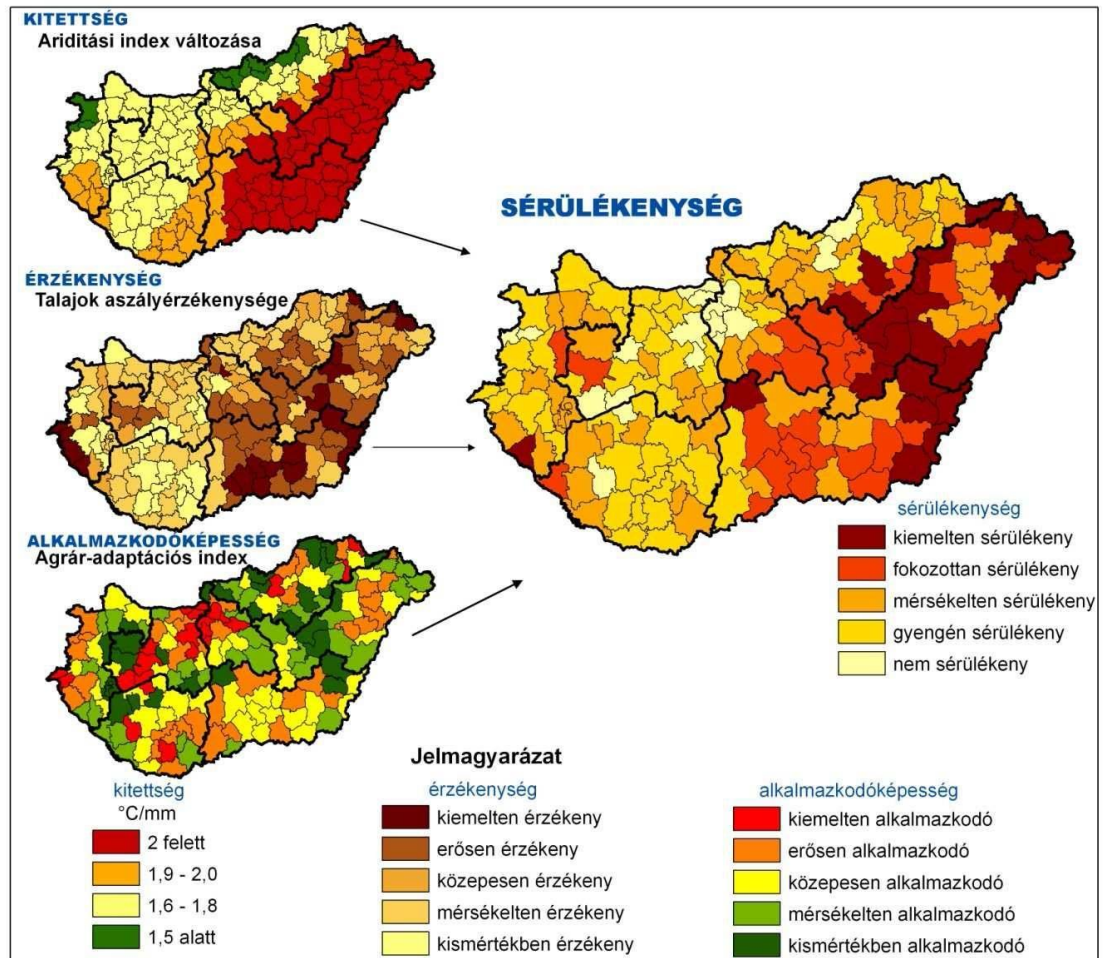 KITETTSÉG
Ariditási index változása
SÉRÜLÉKENYSÉG
ÉRZÉKENYSÉG
Talajok aszályérzékenysége
ALKALMAZKODÓKÉPESSÉG
Agrár-adaptációs index
sérülékenység
kiemelten sérülékeny
fokozottan sérülékeny
mérsékelten sérülékeny
gyengén sérülékeny
nem sérülékeny
Jelmagyarázat
kitettség
°C/mm
2 felett
1,9 - 2,0
1,6 - 1,8
1,5 alatt
érzékenység
kiemelten érzékeny
erősen érzékeny
közepesen érzékeny
mérsékelten érzékeny
kismértékben érzékeny
alkalmazkodóképesség
kiemelten alkalmazkodó
erősen alkalmazkodó
közepesen alkalmazkodó
mérsékelten alkalmazkodó
kismértékben alkalmazkodó